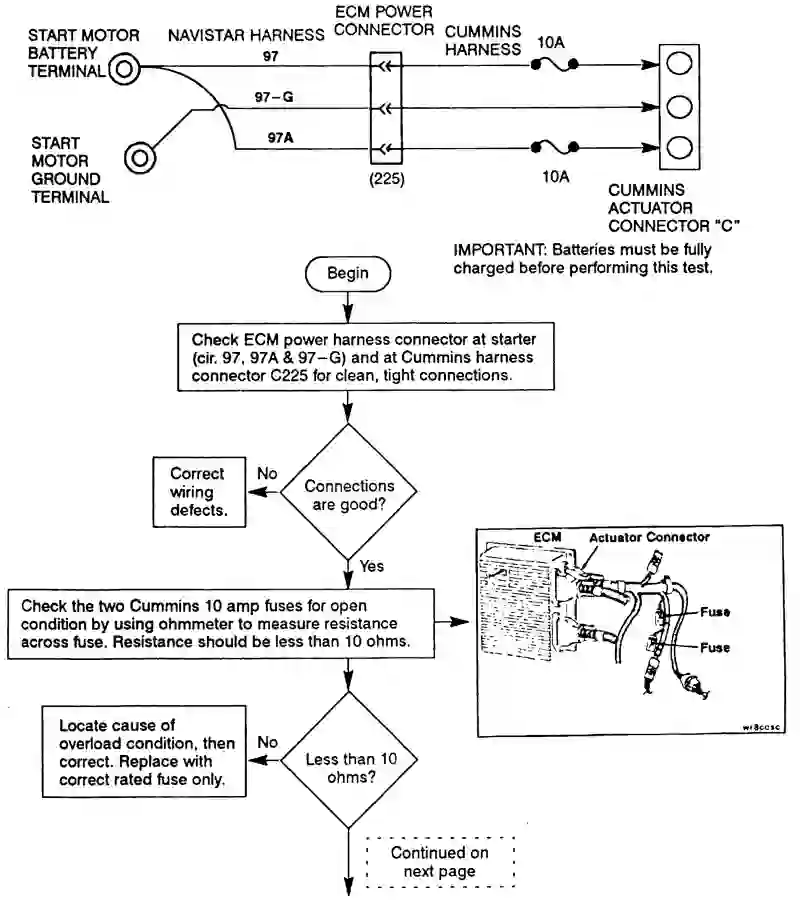 ECM POWER
CONNECTOR
START MOTOR
BATTERY
TERMINAL
NAVISTAR HARNESS
CUMMINS
HARNESS
97
10A
97-G
97A
START
MOTOR
GROUND
TERMINAL
(225)
10A
CUMMINS
ACTUATOR
CONNECTOR "C"
IMPORTANT: Batteries must be fully
charged before performing this test.
Begin
Check ECM power harness connector at starter
(cir. 97, 97A & 97-G) and at Cummins harness
connector C225 for clean, tight connections.
Correct
wiring
defects.
No
Connections
are good?
Yes
Check the two Cummins 10 amp fuses for open
condition by using ohmmeter to measure resistance
across fuse. Resistance should be less than 10 ohms.
ECM
Actuator Connector
Fuse
Fuse
Locate cause of
overload condition, then
correct. Replace with
correct rated fuse only.
No
Less than 10
ohms?
Continued on
next page